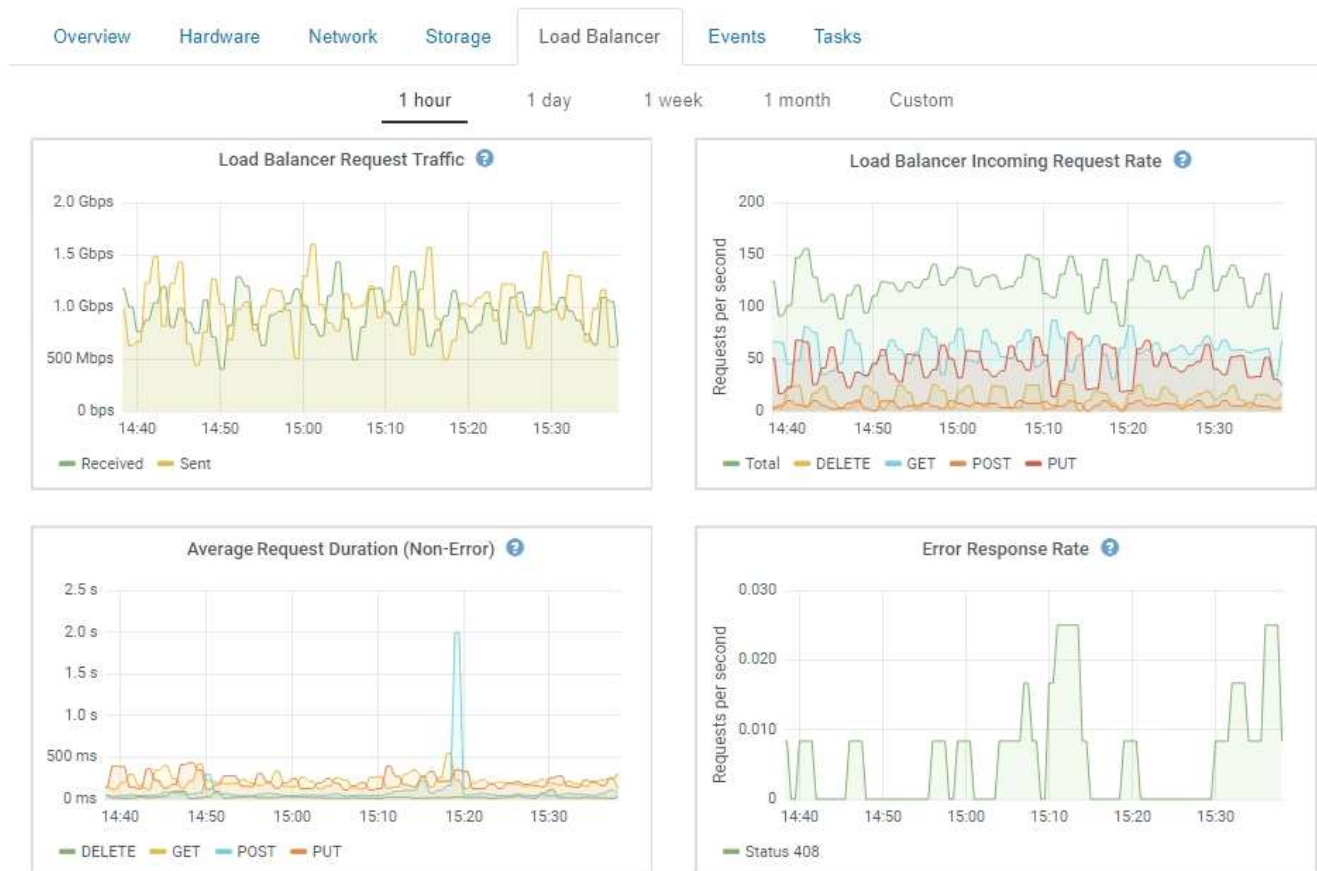 Overview Hardware Network Storage Load Balancer Events Tasks
1 hour 1 day 1 week 1 month Custom
Load Balancer Request Traffic ?
2.0 Gbps
1.5 Gbps
1.0 Gbps
500 Mbps
0 bps
14:40 14:50 15:00 15:10 15:20 15:30
Received Sent
Load Balancer Incoming Request Rate ?
Requests per second
200
150
100
50
0
14:40 14:50 15:00 15:10 15:20 15:30
Total DELETE GET POST PUT
Average Request Duration (Non-Error) ?
2.5 s
2.0 s
1.5 s
1.0 s
500 ms
0 ms
14:40 14:50 15:00 15:10 15:20 15:30
DELETE GET POST PUT
Error Response Rate ?
Requests per second
0.030
0.020
0.010
0
14:40 14:50 15:00 15:10 15:20 15:30
Status 408